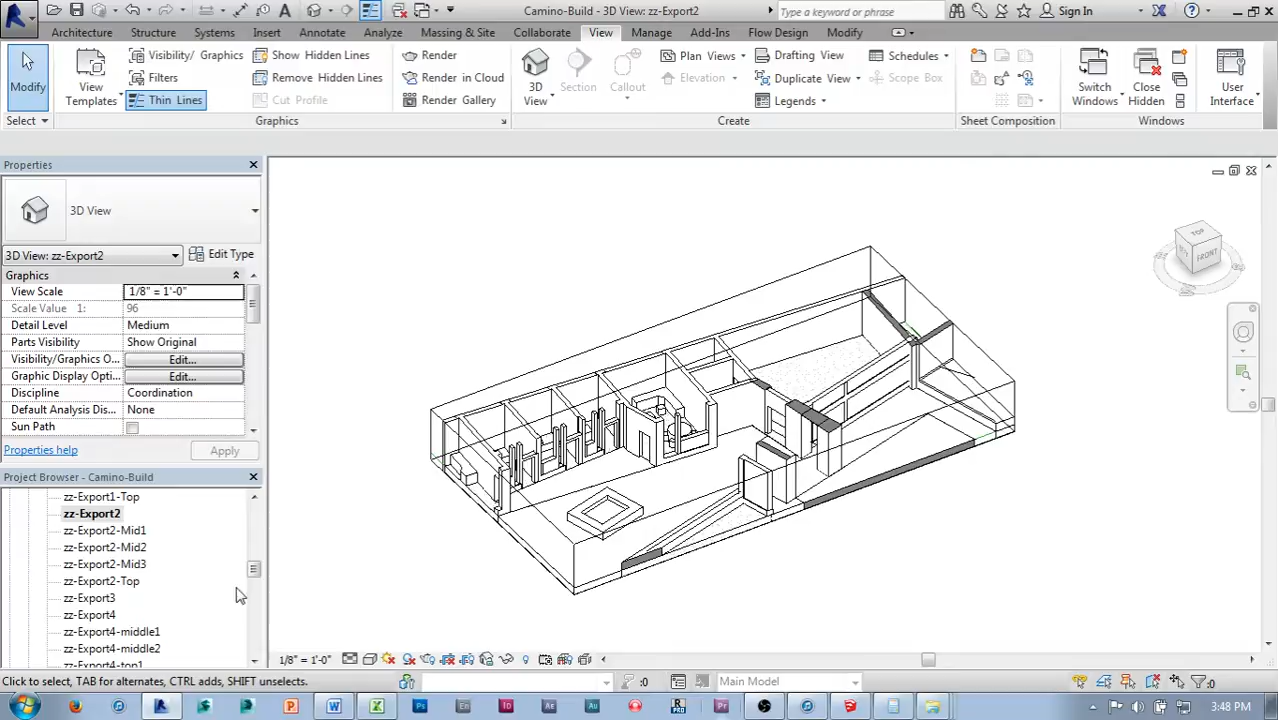 Camino-Build - 3D View: zz-Export2
Type a keyword or phrase
Sign In
Architecture
Structure
Systems
Insert
Annotate
Analyze
Massing & Site
Collaborate
View
Manage
Add-Ins
Flow Design
Modify
Modify
Select
View
Templates
Visibility/ Graphics
Filters
Thin Lines
Show Hidden Lines
Remove Hidden Lines
Cut Profile
Graphics
Render
Render in Cloud
Render Gallery
3D
View
Section
Callout
Plan Views
Elevation
Drafting View
Duplicate View
Legends
Schedules
Scope Box
Create
Sheet Composition
Switch
Windows
Close
Hidden
Windows
User
Interface
Properties
3D View
3D View: zz-Export2
Edit Type
Graphics
View Scale
1/8" = 1'-0"
Scale Value 1:
96
Detail Level
Medium
Parts Visibility
Show Original
Visibility/Graphics O...
Edit...
Graphic Display Opti...
Edit...
Discipline
Coordination
Default Analysis Dis...
None
Sun Path
Properties help
Apply
Project Browser - Camino-Build
zz-Export1-Top
zz-Export2
zz-Export2-Mid1
zz-Export2-Mid2
zz-Export2-Mid3
zz-Export2-Top
zz-Export3
zz-Export4
zz-Export4-middle1
zz-Export4-middle2
zz-Export4-top1
TOP
FRONT
1/8" = 1'-0"
Click to select, TAB for alternates, CTRL adds, SHIFT unselects.
:0
Main Model
:0
3:48 PM